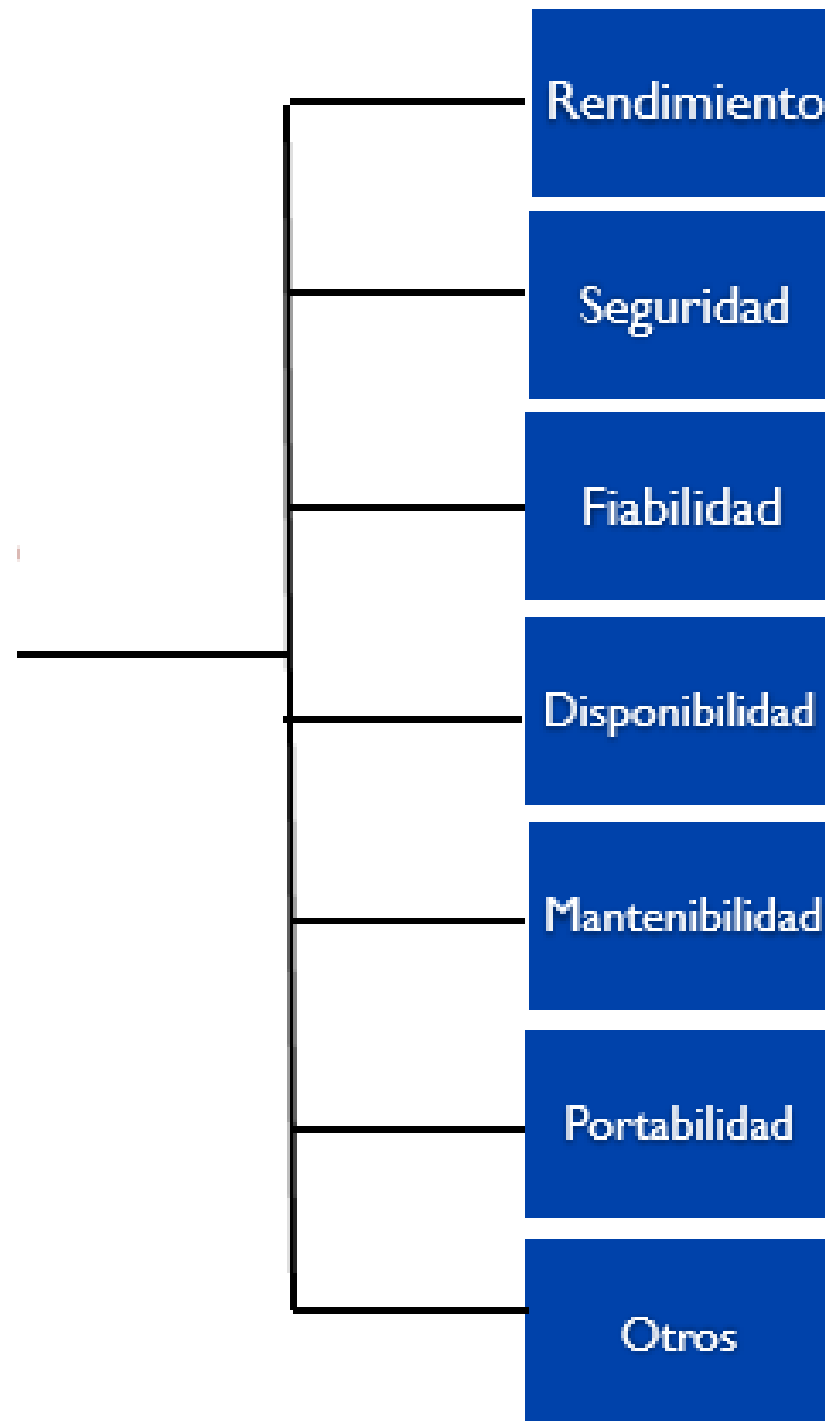 Rendimiento
Seguridad
Fiabilidad
Disponibilidad
Mantenibilidad
Portabilidad
Otros